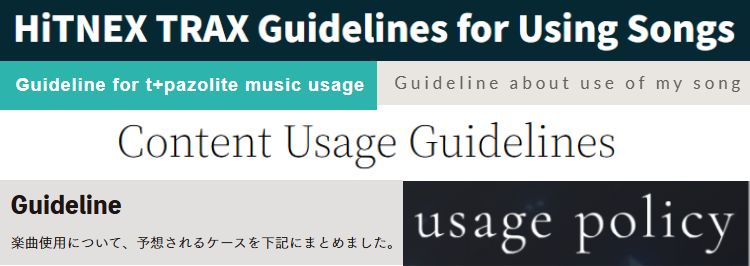 HiTNEX TRAX Guidelines for Using Songs
Guideline for t+pazolite music usage
Guideline about use of my song
Content Usage Guidelines
Guideline
楽曲使用について、予想されるケースを下記にまとめました。
usage policy